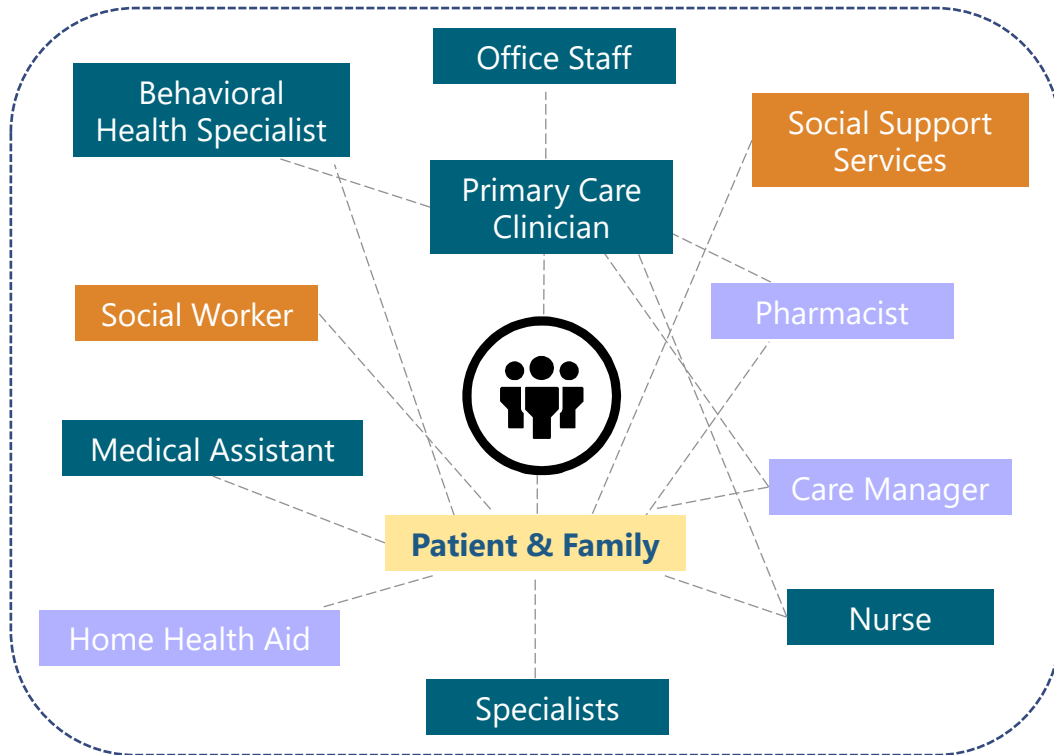 Office Staff
Behavioral
Health Specialist
Social Support
Services
Primary Care
Clinician
Social Worker
Pharmacist
Medical Assistant
Care Manager
Patient & Family
Home Health Aid
Nurse
Specialists